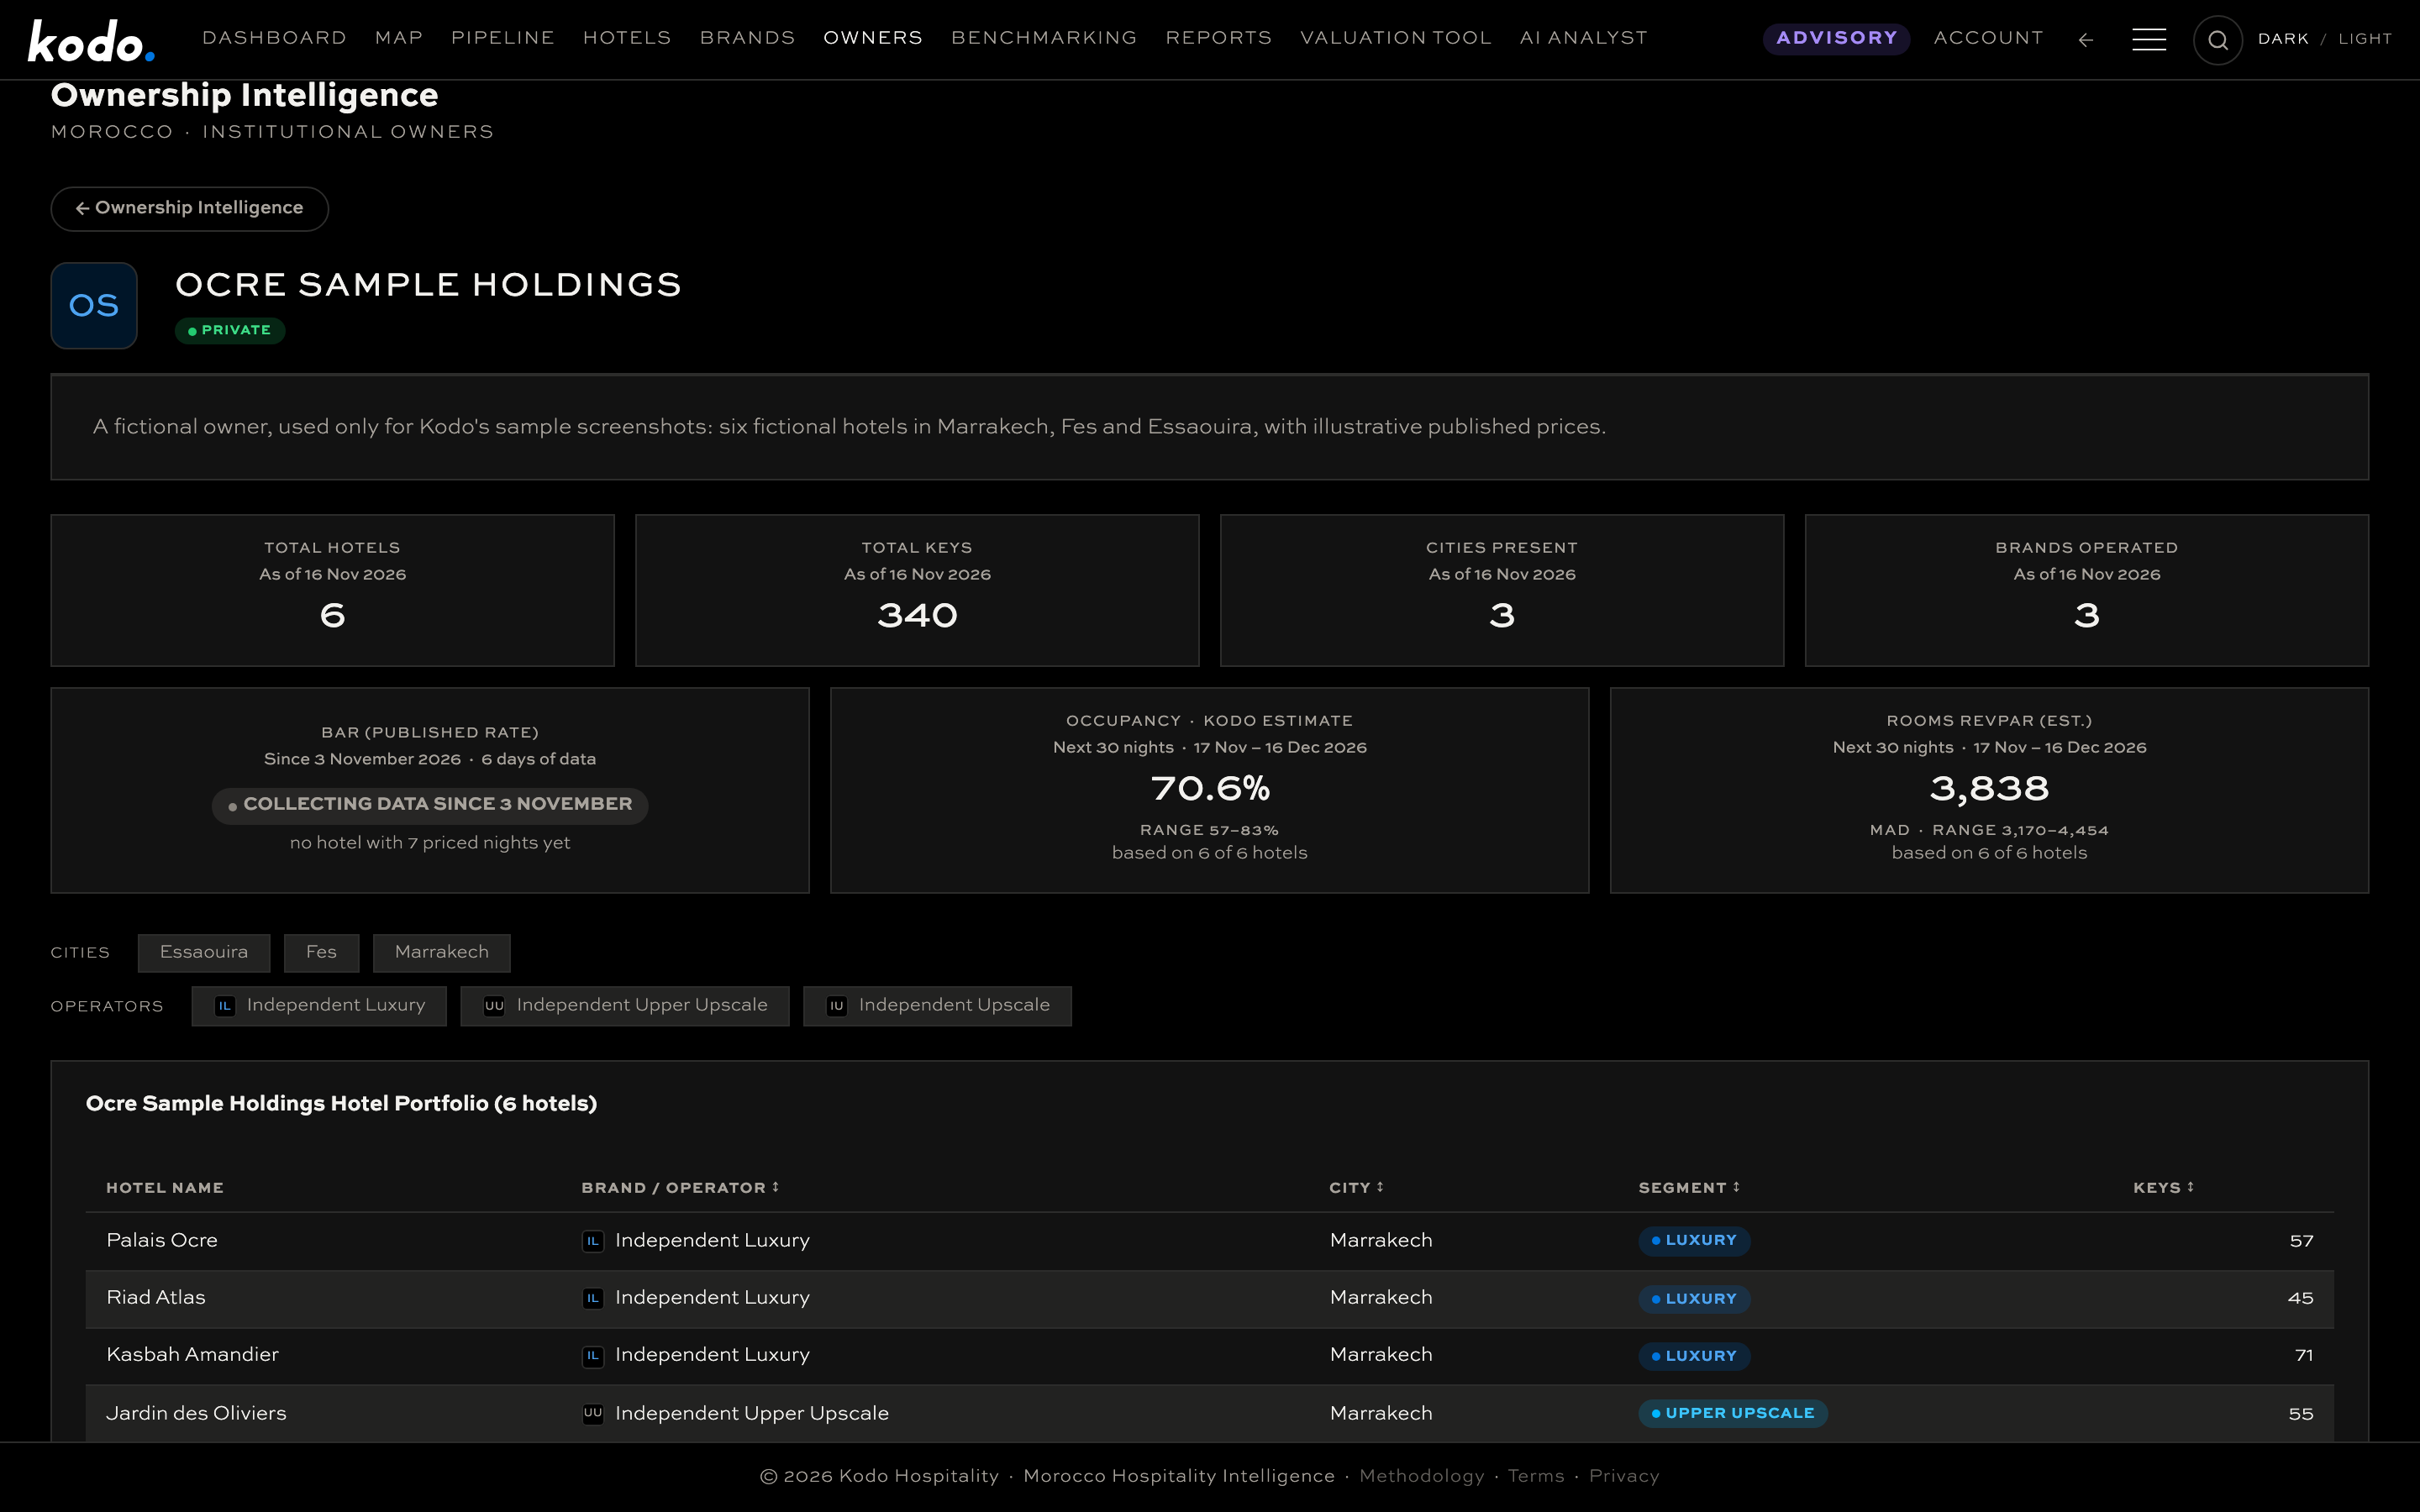 kodo. DASHBOARD MAP PIPELINE HOTELS BRANDS OWNERS BENCHMARKING REPORTS VALUATION TOOL AI ANALYST ADVISORY ACCOUNT ← DARK / LIGHT
Ownership Intelligence
MOROCCO · INSTITUTIONAL OWNERS
← Ownership Intelligence
OS
OCRE SAMPLE HOLDINGS
PRIVATE
A fictional owner, used only for Kodo's sample screenshots: six fictional hotels in Marrakech, Fes and Essaouira, with illustrative published prices.
TOTAL HOTELS
As of 16 Nov 2026
6
TOTAL KEYS
As of 16 Nov 2026
340
CITIES PRESENT
As of 16 Nov 2026
3
BRANDS OPERATED
As of 16 Nov 2026
3
BAR (PUBLISHED RATE)
Since 3 November 2026 · 6 days of data
COLLECTING DATA SINCE 3 NOVEMBER
no hotel with 7 priced nights yet
OCCUPANCY · KODO ESTIMATE
Next 30 nights · 17 Nov – 16 Dec 2026
70.6%
RANGE 57–83%
based on 6 of 6 hotels
ROOMS REVPAR (EST.)
Next 30 nights · 17 Nov – 16 Dec 2026
3,838
MAD · RANGE 3,170–4,454
based on 6 of 6 hotels
CITIES Essaouira Fes Marrakech
OPERATORS IL Independent Luxury UU Independent Upper Upscale IU Independent Upscale
Ocre Sample Holdings Hotel Portfolio (6 hotels)
HOTEL NAME BRAND / OPERATOR ↕ CITY ↕ SEGMENT ↕ KEYS ↕
Palais Ocre IL Independent Luxury Marrakech LUXURY 57
Riad Atlas IL Independent Luxury Marrakech LUXURY 45
Kasbah Amandier IL Independent Luxury Marrakech LUXURY 71
Jardin des Oliviers UU Independent Upper Upscale Marrakech UPPER UPSCALE 55
© 2026 Kodo Hospitality · Morocco Hospitality Intelligence · Methodology · Terms · Privacy